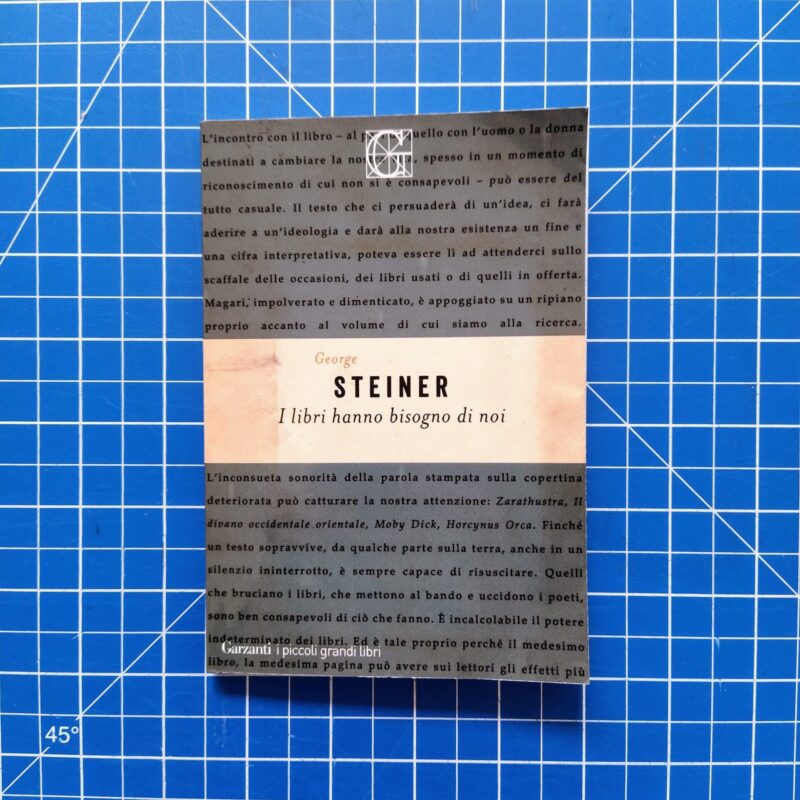 L'incontro con il libro – al quello con l'uomo o la donna
destinati a cambiare la nostra, spesso in un momento di
riconoscimento di cui non si è consapevoli – può essere del
tutto casuale. Il testo che ci persuaderà di un'idea, ci farà
aderire a un'ideologia e darà alla nostra esistenza un fine e
una cifra interpretativa, poteva essere lì ad attenderci sullo
scaffale delle occasioni, dei libri usati o di quelli in offerta.
Magari, impolverato e dimenticato, è appoggiato su un ripiano
proprio accanto al volume di cui siamo alla ricerca.
G
George
STEINER
I libri hanno bisogno di noi
L'inconsueta sonorità della parola stampata sulla copertina
deteriorata può catturare la nostra attenzione: Zarathustra, Il
divano occidentale orientale, Moby Dick, Horcynus Orca. Finché
un testo sopravvive, da qualche parte sulla terra, anche in un
silenzio ininterrotto, è sempre capace di risuscitare. Quelli
che bruciano i libri, che mettono al bando e uccidono i poeti,
sono ben consapevoli di ciò che fanno. È incalcolabile il potere
indeterminato dei libri. Ed è tale proprio perché il medesimo
Garzanti i piccoli grandi libri
libro, la medesima pagina può avere sui lettori gli effetti più
45°